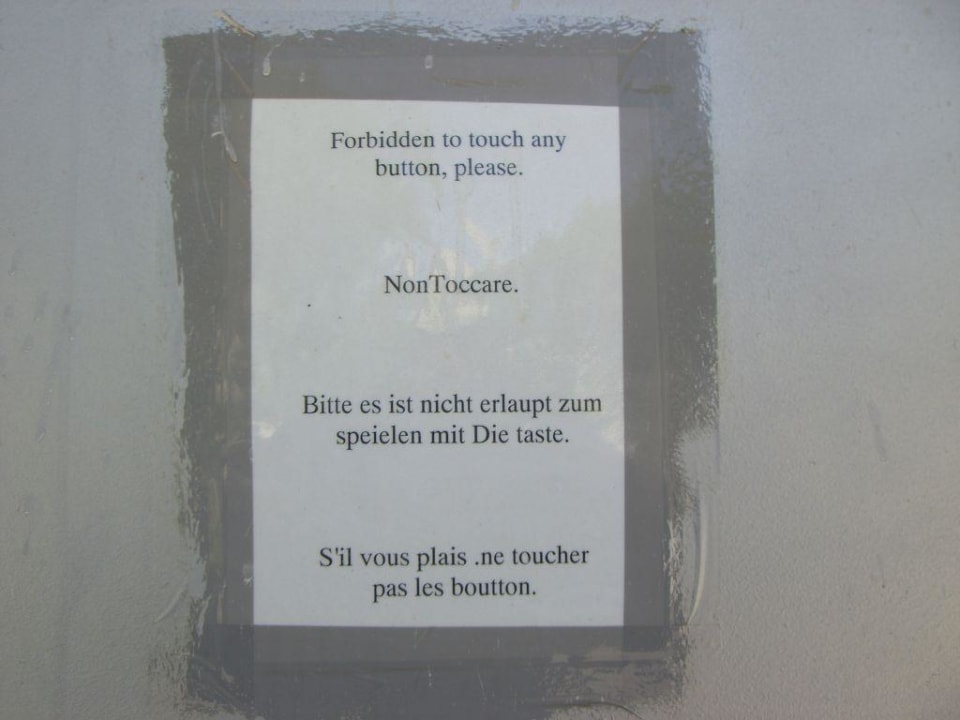 Forbidden to touch any
button, please.
NonToccare.
Bitte es ist nicht erlaupt zum
speielen mit Die taste.
S'il vous plais .ne toucher
pas les boutton.